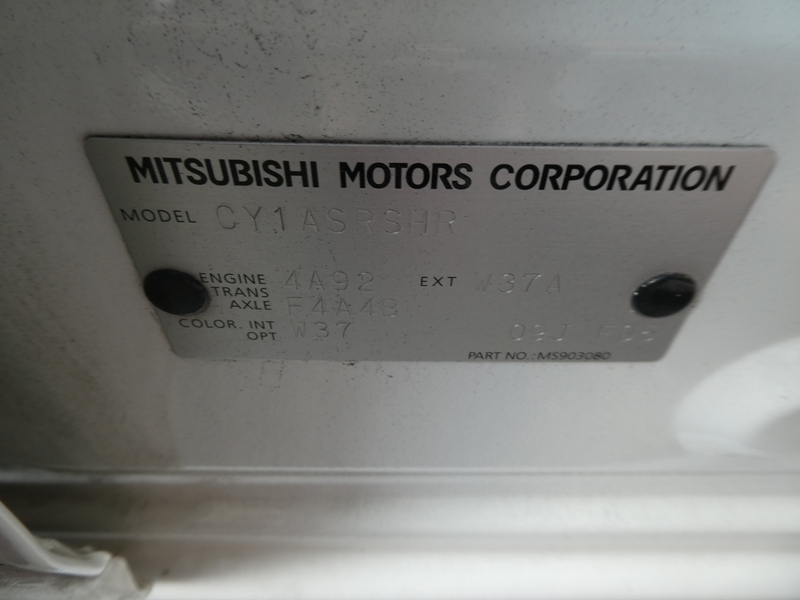 MITSUBISHI MOTORS CORPORATION
MODEL CY1ASRSHR
ENGINE 4A92 EXT W37A
TRANS
AXLE F4A4B
COLOR. INT W37
OPT 09J
PART NO.: MS903080